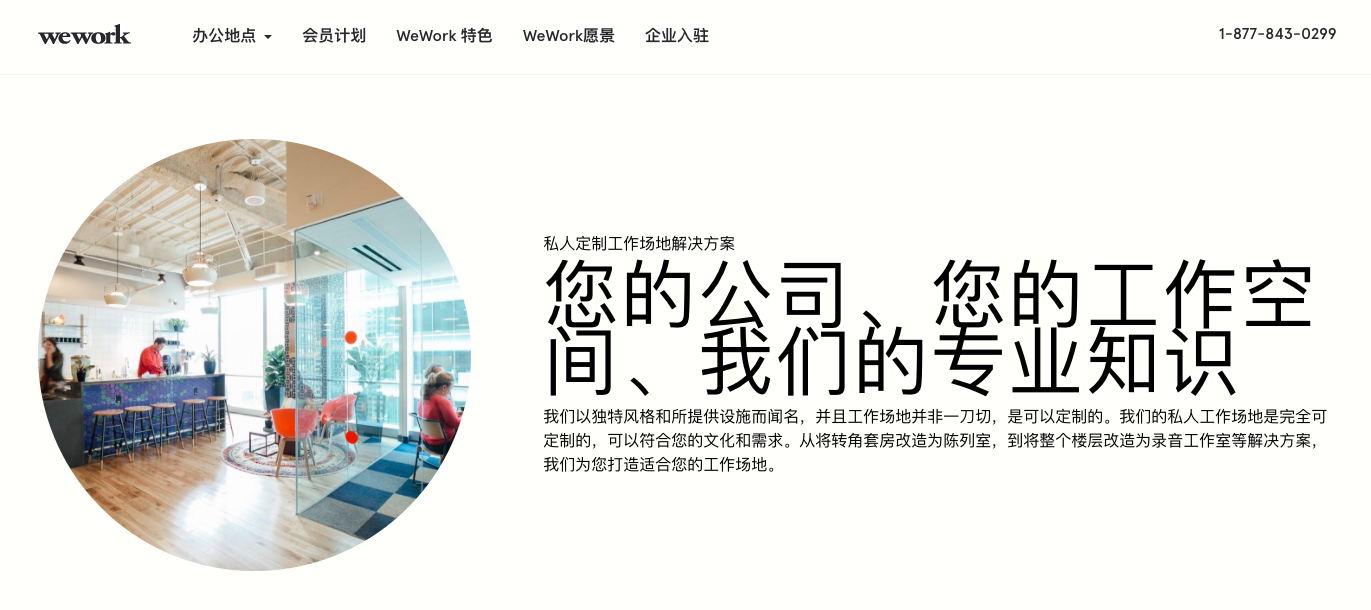 wework
办公地点
会员计划
WeWork 特色
WeWork愿景
企业入驻
1-877-843-0299
私人定制工作场地解决方案
您的公司、您的工作空
间、我们的专业知识
我们以独特风格和所提供设施而闻名，并且工作场地并非一刀切，是可以定制的。我们的私人工作场地是完全可
定制的，可以符合您的文化和需求。从将转角套房改造为陈列室，到将整个楼层改造为录音工作室等解决方案，
我们为您打造适合您的工作场地。